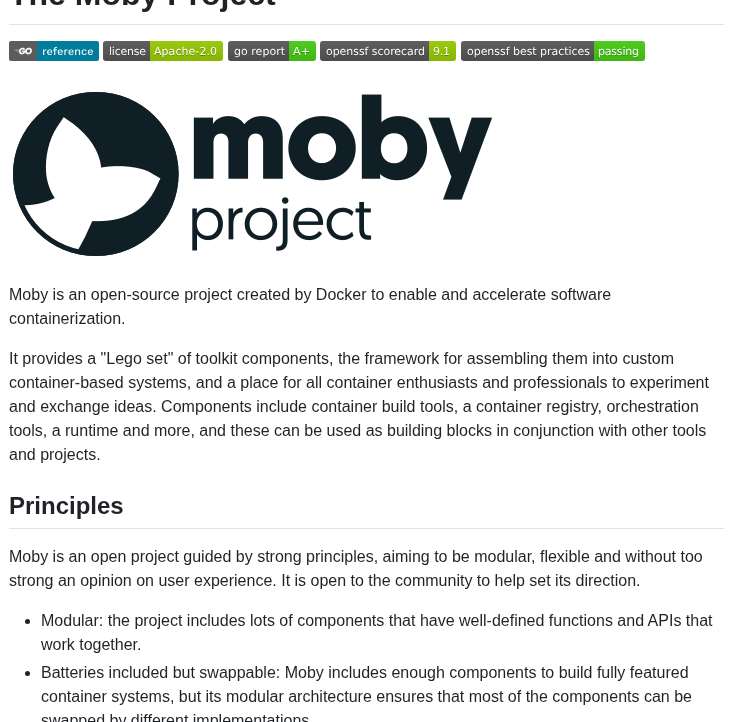 The Moby Project
GO reference license Apache-2.0 go report A+ openssf scorecard 9.1 openssf best practices passing
moby
project
Moby is an open-source project created by Docker to enable and accelerate software
containerization.
It provides a "Lego set" of toolkit components, the framework for assembling them into custom
container-based systems, and a place for all container enthusiasts and professionals to experiment
and exchange ideas. Components include container build tools, a container registry, orchestration
tools, a runtime and more, and these can be used as building blocks in conjunction with other tools
and projects.
Principles
Moby is an open project guided by strong principles, aiming to be modular, flexible and without too
strong an opinion on user experience. It is open to the community to help set its direction.
• Modular: the project includes lots of components that have well-defined functions and APIs that
work together.
• Batteries included but swappable: Moby includes enough components to build fully featured
container systems, but its modular architecture ensures that most of the components can be
swapped by different implementations.